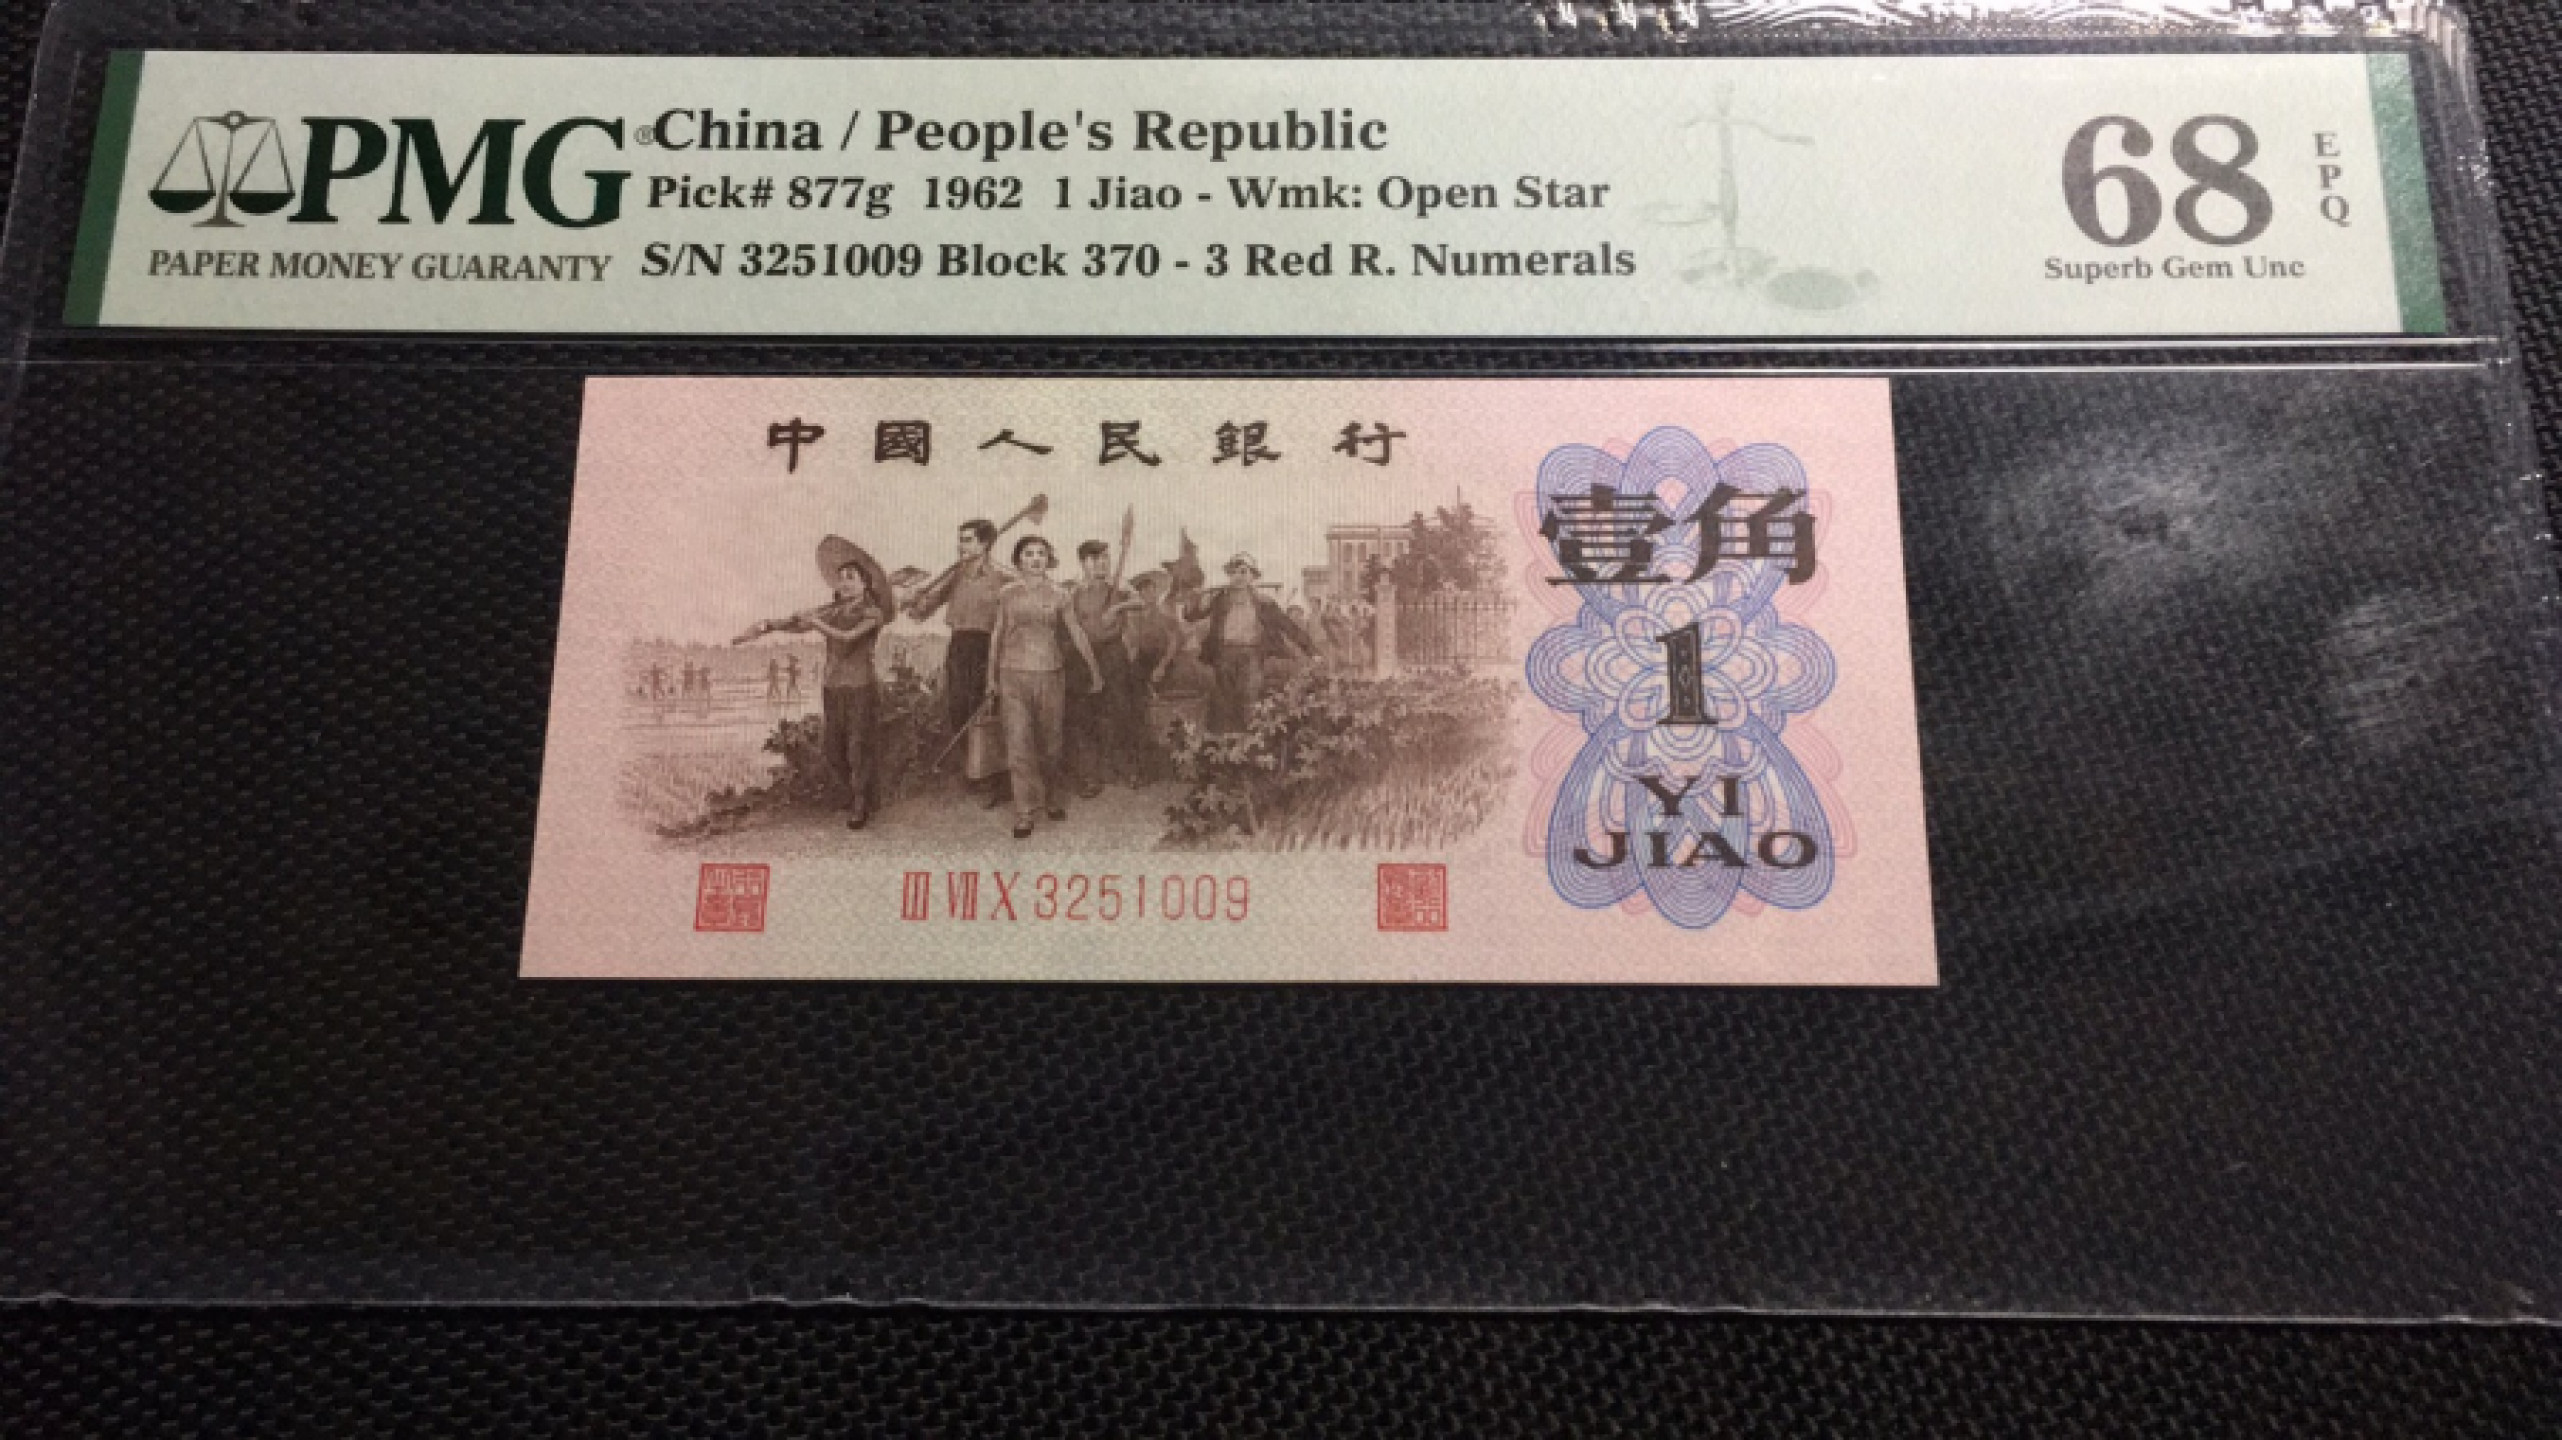 PMG®
PAPER MONEY GUARANTY
China / People's Republic
Pick# 877g 1962 1 Jiao - Wmk: Open Star
S/N 3251009 Block 370 - 3 Red R. Numerals
68
EPQ
Superb Gem Unc
中國人民銀行
壹角
1
YI
JIAO
III VII X 3251009